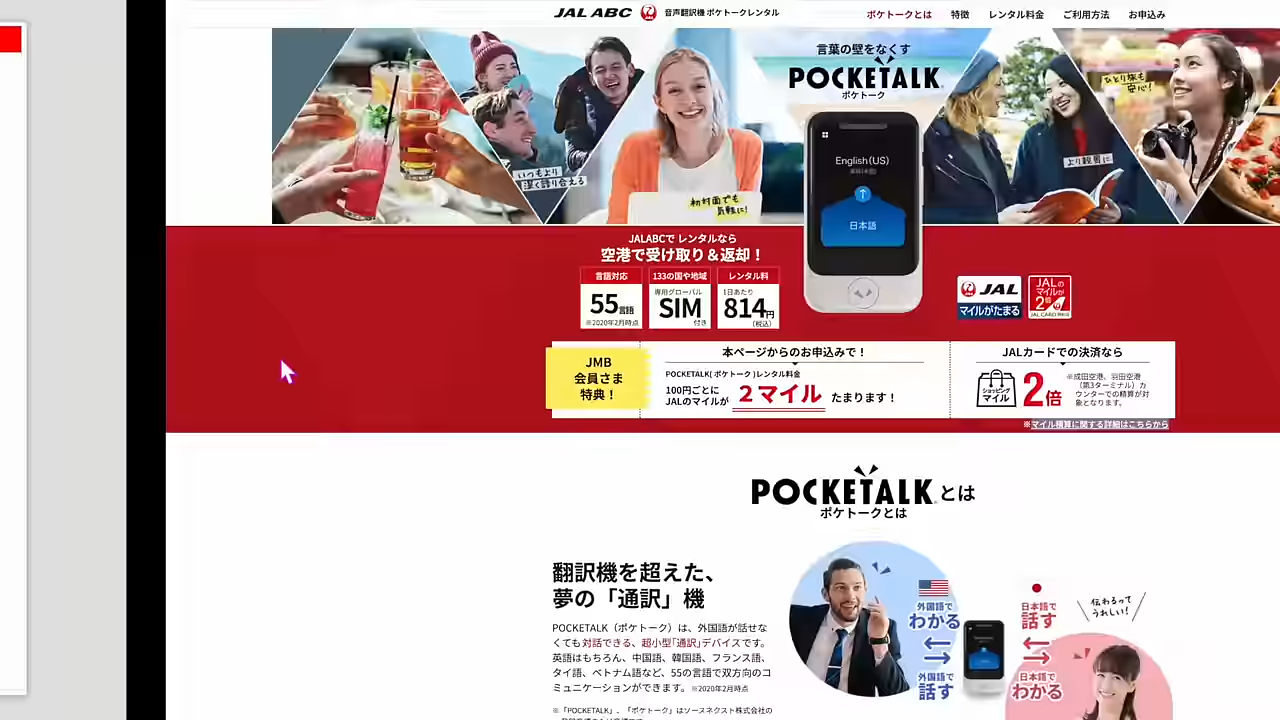 JAL ABC 音声翻訳機 ポケトークレンタル
ポケトークとは 特徴 レンタル料金 ご利用方法 お申込み
言葉の壁をなくす
POCKETALK
ポケトーク
ひとり旅も
安心!
いつもより
深く語り合える
初対面でも
気軽に!
より親密に
English(US)
日本語
JALABCで レンタルなら
空港で受け取り&返却!
言語対応
55言語
※2020年2月時点
133の国や地域
専用グローバル
SIM
付き
レンタル料
1日あたり
814円
(税込)
JAL
マイルがたまる
JALの
マイルが
2倍
JMB
会員さま
特典!
本ページからのお申込みで!
POCKETALK( ポケトーク )レンタル料金
100円ごとに
JALのマイルが 2マイル たまります!
JALカードでの決済なら
ショッピング
マイル
2倍
※成田空港、羽田空港
(第3ターミナル)カ
ウンターでの精算が対
象となります。
※マイル積算に関する詳細はこちらから
POCKETALK とは
ポケトークとは
翻訳機を超えた、
夢の「通訳」機
POCKETALK(ポケトーク)は、外国語が話せな
くても対話できる、超小型「通訳」デバイスです。
英語はもちろん、中国語、韓国語、フランス語、
タイ語、ベトナム語など、55の言語で双方向のコ
ミュニケーションができます。※2020年2月時点
※「POCKETALK」、「ポケトーク」はソースネクスト株式会社の
外国語で
わかる
外国語で
話す
日本語で
話す
日本語で
わかる
伝わるって
うれしい!